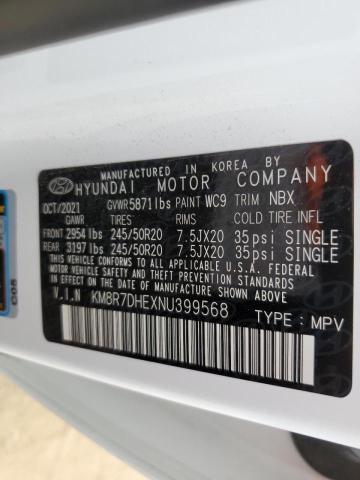 MANUFACTURED IN KOREA BY
HYUNDAI MOTOR COMPANY
OCT/2021 GVWR 5871 lbs PAINT WC9 TRIM NBX
GAWR TIRES RIMS COLD TIRE INFL
FRONT 2954 lbs 245/50R20 7.5JX20 35 psi SINGLE
REAR 3197 lbs 245/50R20 7.5JX20 35 psi SINGLE
THIS VEHICLE CONFORMS TO ALL APPLICABLE U.S.A. FEDERAL
MOTOR VEHICLE SAFETY AND THEFT PREVENTION STANDARDS
IN EFFECT ON THE DATE OF MANUFACTURE SHOWN ABOVE.
V.I.N KM8R7DHEXNU399568 TYPE : MPV
C05